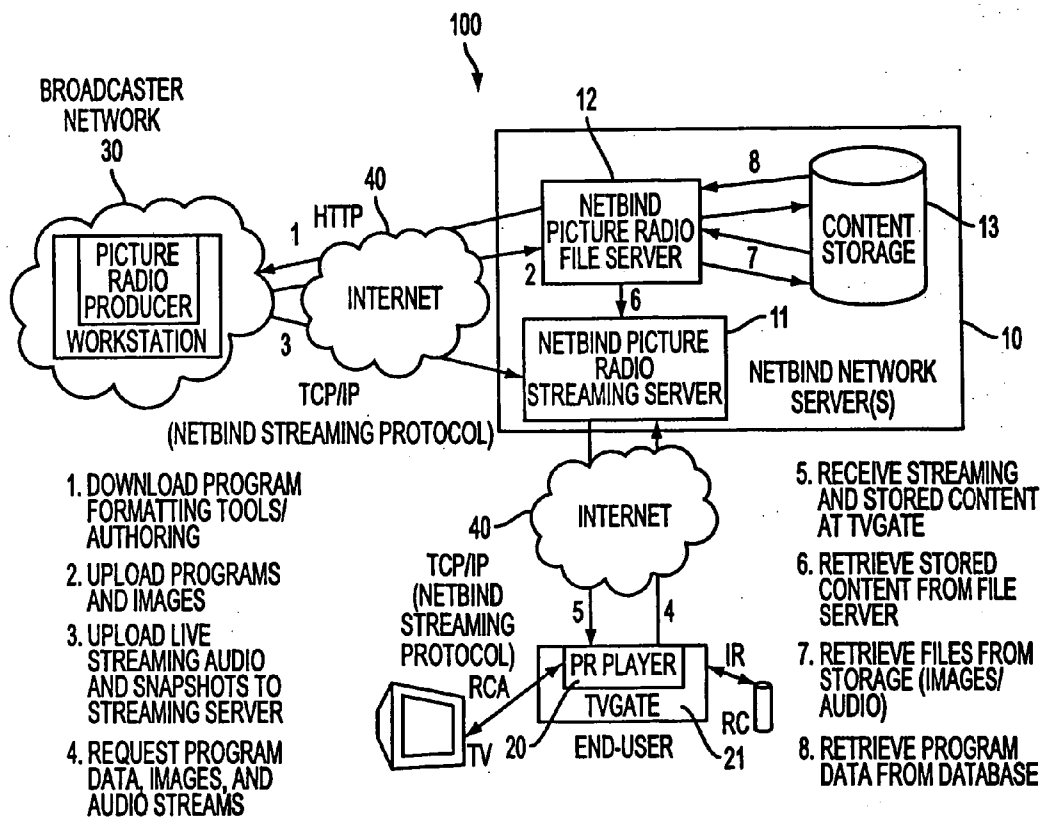 100
BROADCASTER
NETWORK
30
12
40
HTTP
1
8
NETBIND
PICTURE RADIO
FILE SERVER
CONTENT
STORAGE
13
PICTURE
RADIO
PRODUCER
WORKSTATION
INTERNET
2
7
6
3
11
10
NETBIND PICTURE
RADIO
STREAMING SERVER
NETBIND NETWORK
SERVER(S)
TCP/IP
(NETBIND STREAMING PROTOCOL)
INTERNET
40
TCP/IP
(NETBIND
STREAMING
PROTOCOL)
5
4
PR PLAYER
TVGATE
IR
RCA
RC
TV
20
END-USER
21
1. DOWNLOAD PROGRAM
FORMATTING TOOLS/
AUTHORING
2. UPLOAD PROGRAMS
AND IMAGES
3. UPLOAD LIVE
STREAMING AUDIO
AND SNAPSHOTS TO
STREAMING SERVER
4. REQUEST PROGRAM
DATA, IMAGES, AND
AUDIO STREAMS
5. RECEIVE STREAMING
AND STORED CONTENT
AT TVGATE
6. RETRIEVE STORED
CONTENT FROM FILE
SERVER
7. RETRIEVE FILES FROM
STORAGE (IMAGES/
AUDIO)
8. RETRIEVE PROGRAM
DATA FROM DATABASE